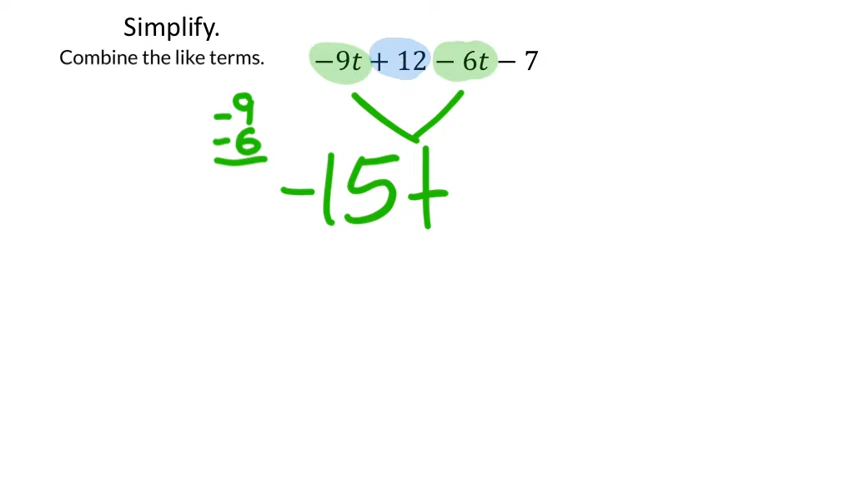 Simplify.
Combine the like terms.
−9t + 12 − 6t − 7
-9
-6
-15t